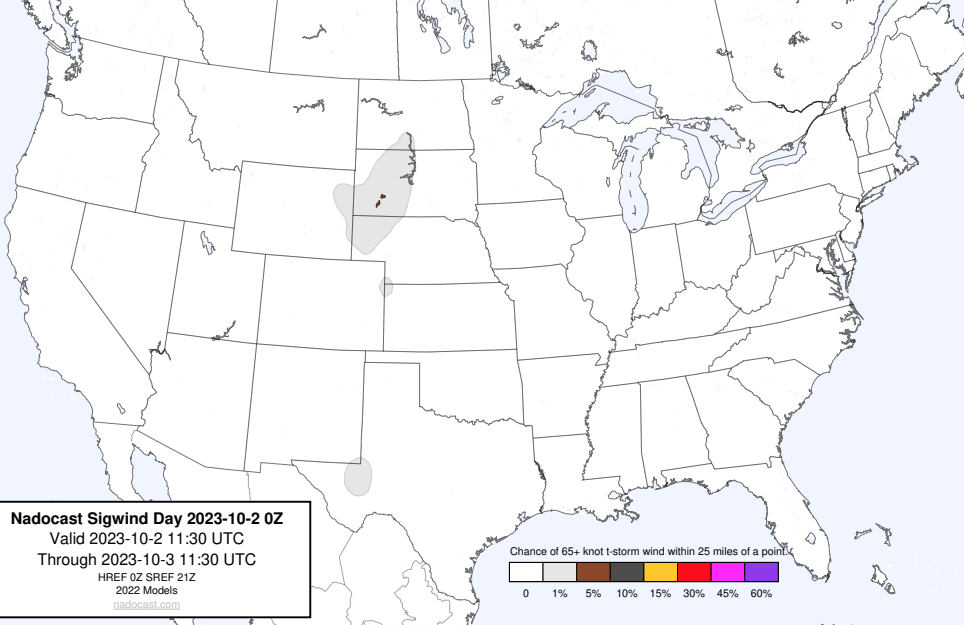 Nadocast Sigwind Day 2023-10-2 0Z
Valid 2023-10-2 11:30 UTC
Through 2023-10-3 11:30 UTC
HREF 0Z SREF 21Z
2022 Models
nadocast.com
Chance of 65+ knot t-storm wind within 25 miles of a point.
0 1% 5% 10% 15% 30% 45% 60%